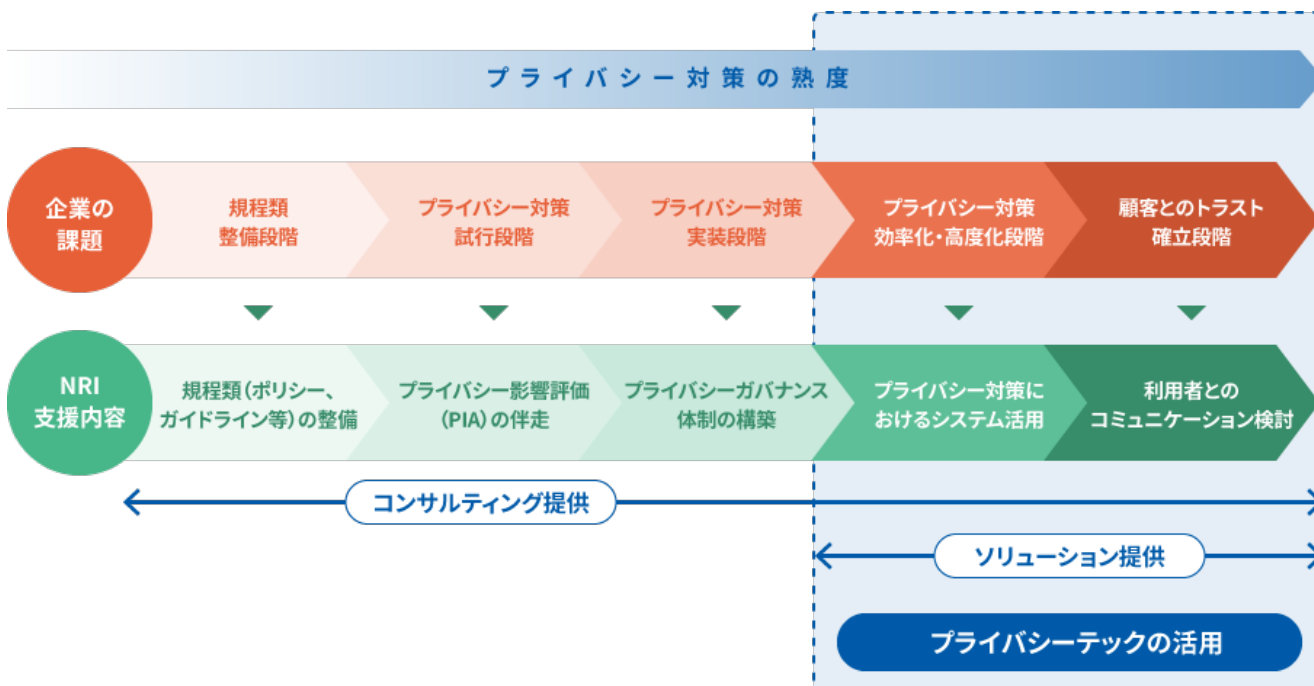 プライバシー対策の熟度
企業の
課題
規程類
整備段階
プライバシー対策
試行段階
プライバシー対策
実装段階
プライバシー対策
効率化・高度化段階
顧客とのトラスト
確立段階
NRI
支援内容
規程類（ポリシー、
ガイドライン等）の整備
プライバシー影響評価
（PIA）の伴走
プライバシーガバナンス
体制の構築
プライバシー対策に
おけるシステム活用
利用者との
コミュニケーション検討
コンサルティング提供
ソリューション提供
プライバシーテックの活用